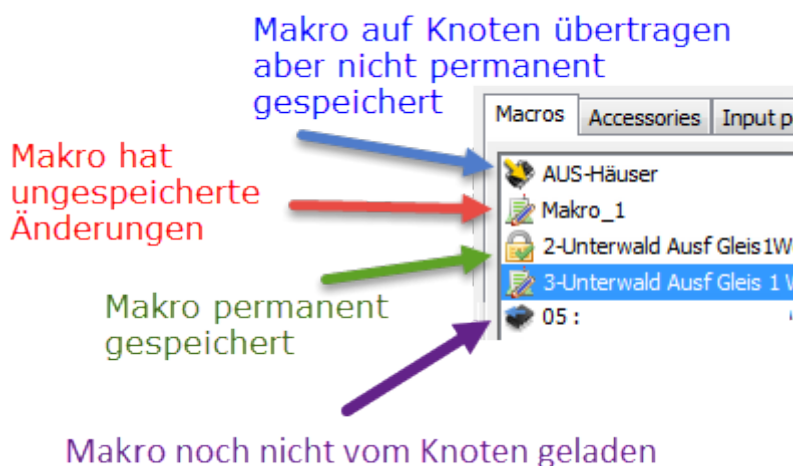 Makro auf Knoten übertragen
aber nicht permanent
gespeichert
Macros Accessories Input p
Makro hat
ungespeicherte
Änderungen
AUS-Häuser
Makro_1
2-Unterwald Ausf Gleis1W
3-Unterwald Ausf Gleis 1 W
05 :
Makro permanent
gespeichert
Makro noch nicht vom Knoten geladen